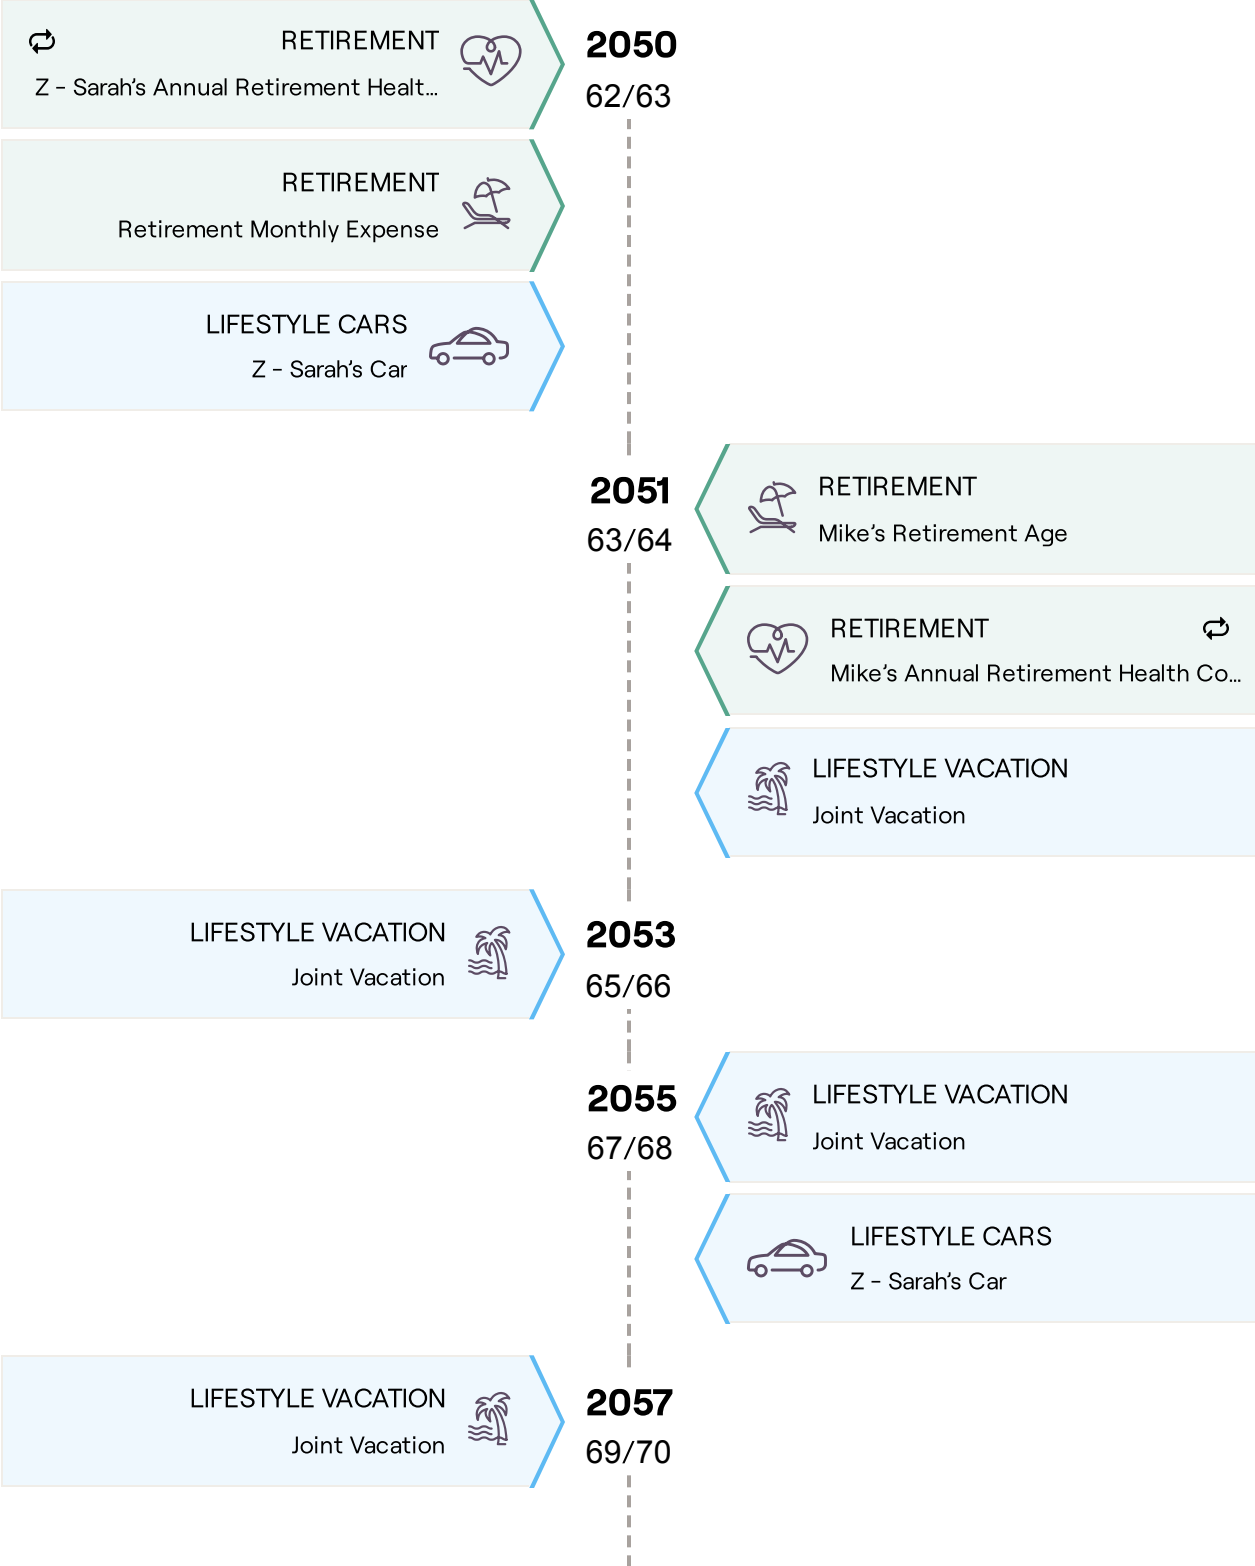 RETIREMENT
Z - Sarah's Annual Retirement Healt...
2050
62/63
RETIREMENT
Retirement Monthly Expense
LIFESTYLE CARS
Z - Sarah's Car
2051
63/64
RETIREMENT
Mike's Retirement Age
RETIREMENT
Mike's Annual Retirement Health Co...
LIFESTYLE VACATION
Joint Vacation
LIFESTYLE VACATION
Joint Vacation
2053
65/66
2055
67/68
LIFESTYLE VACATION
Joint Vacation
LIFESTYLE CARS
Z - Sarah's Car
LIFESTYLE VACATION
Joint Vacation
2057
69/70